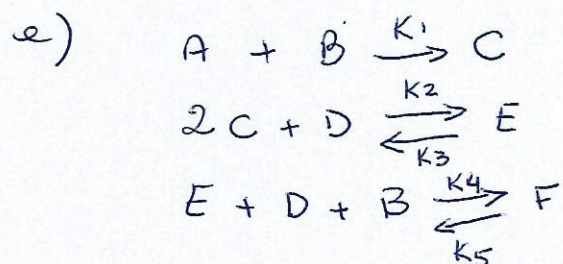 e) A + B K1→ C
2C + D K2⇌K3 E
E + D + B K4⇌K5 F